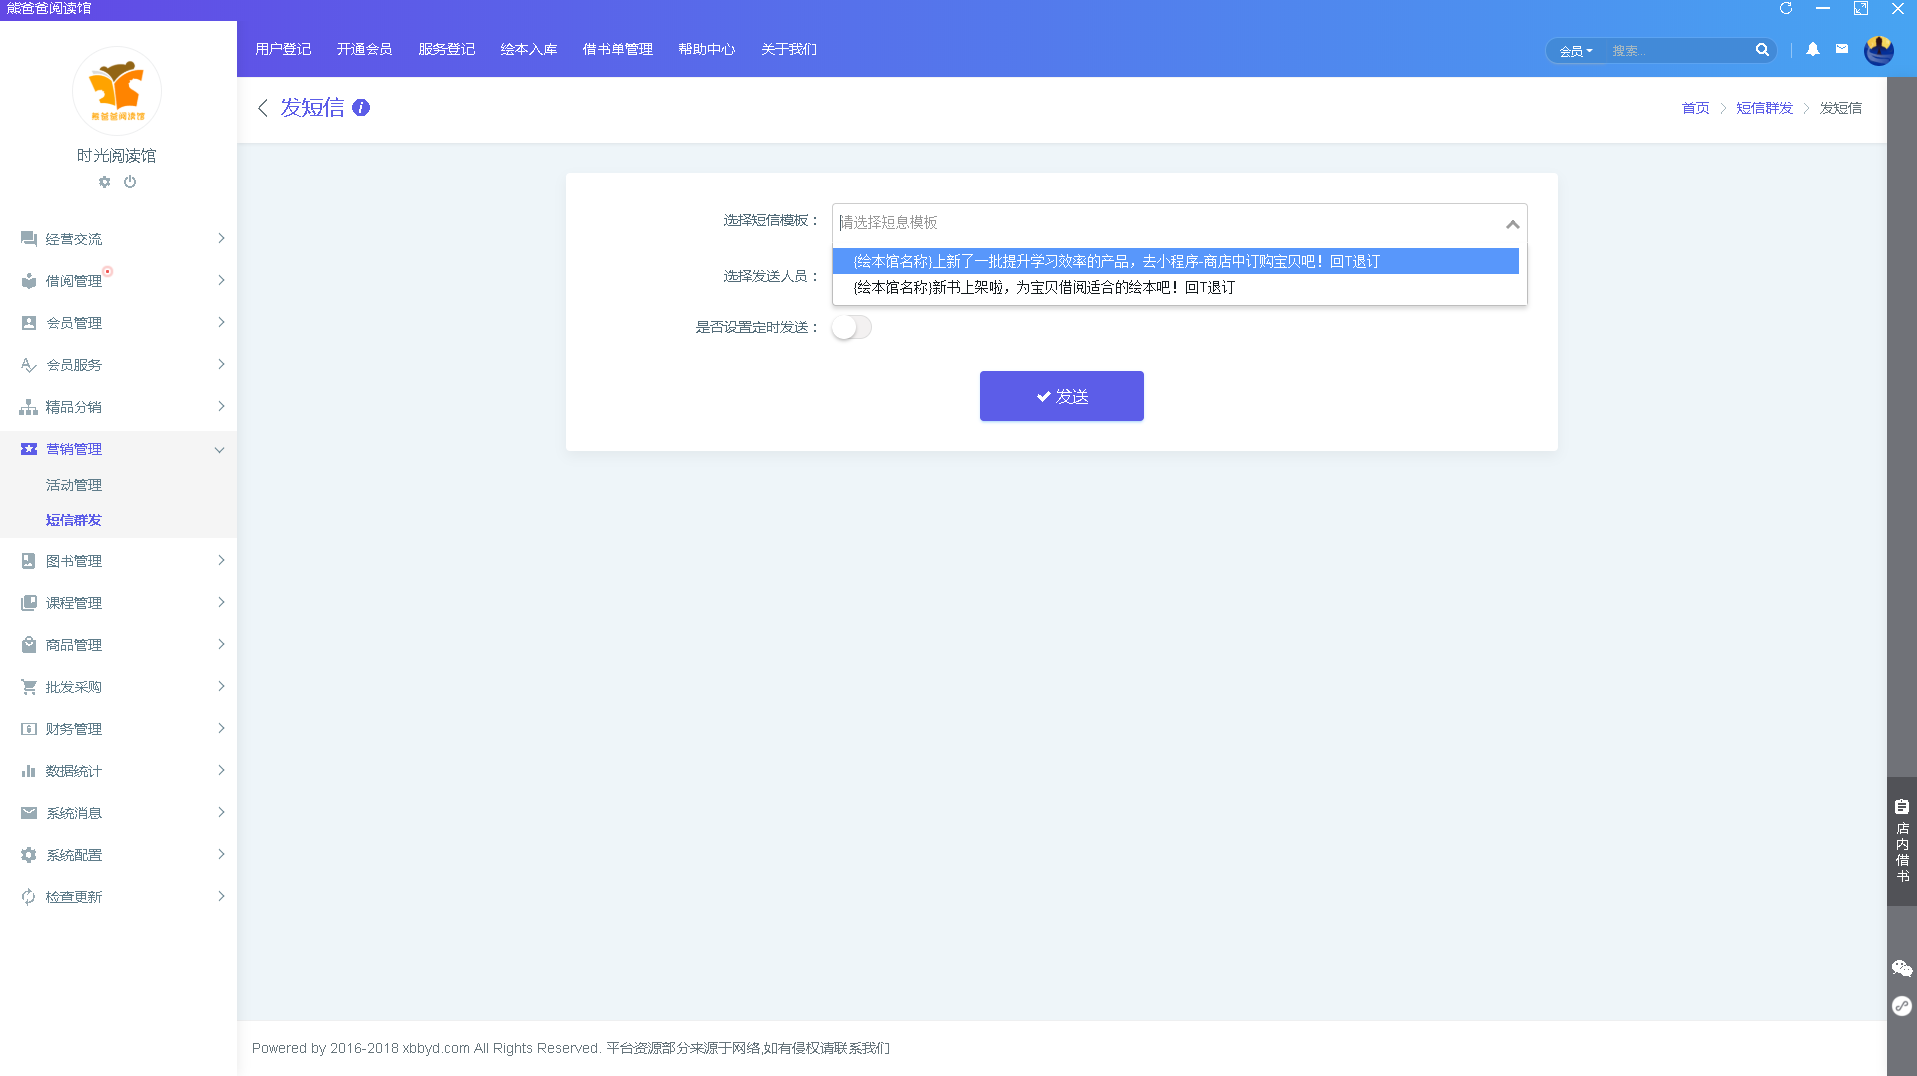 熊爸爸阅读馆
用户登记 开通会员 服务登记 绘本入库 借书单管理 帮助中心 关于我们
会员 搜索...
熊爸爸阅读馆
时光阅读馆
经营交流
借阅管理
会员管理
会员服务
精品分销
营销管理
活动管理
短信群发
图书管理
课程管理
商品管理
批发采购
财务管理
数据统计
系统消息
系统配置
检查更新
发短信
首页 短信群发 发短信
选择短信模板：
请选择短息模板
{绘本馆名称}上新了一批提升学习效率的产品，去小程序-商店中订购宝贝吧！回T退订
{绘本馆名称}新书上架啦，为宝贝借阅适合的绘本吧！回T退订
选择发送人员：
是否设置定时发送：
发送
店内借书
Powered by 2016-2018 xbbyd.com All Rights Reserved. 平台资源部分来源于网络,如有侵权请联系我们